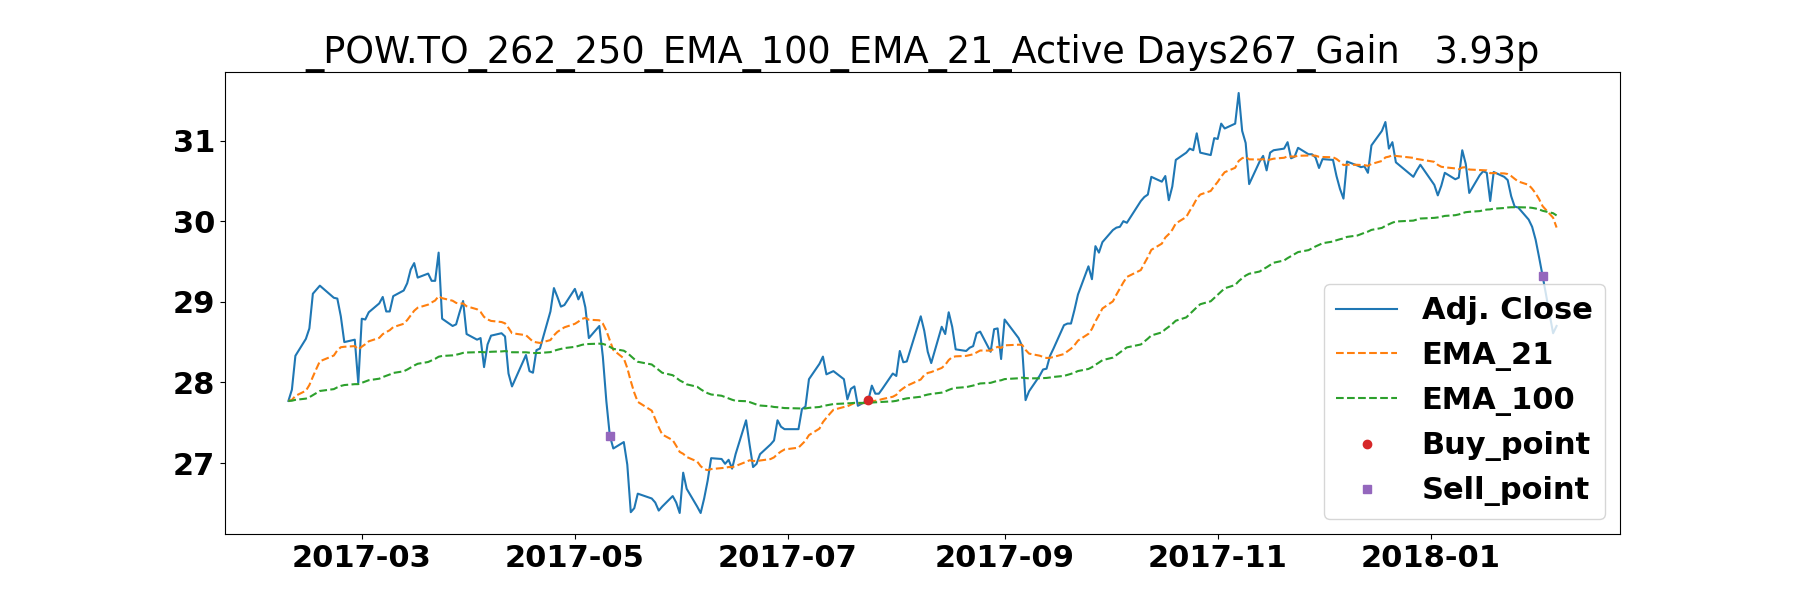 _POW.TO_262_250_EMA_100_EMA_21_Active Days267_Gain   3.93p
31
30
29
28
27
Adj. Close
EMA_21
EMA_100
Buy_point
Sell_point
2017-03 2017-05 2017-07 2017-09 2017-11 2018-01